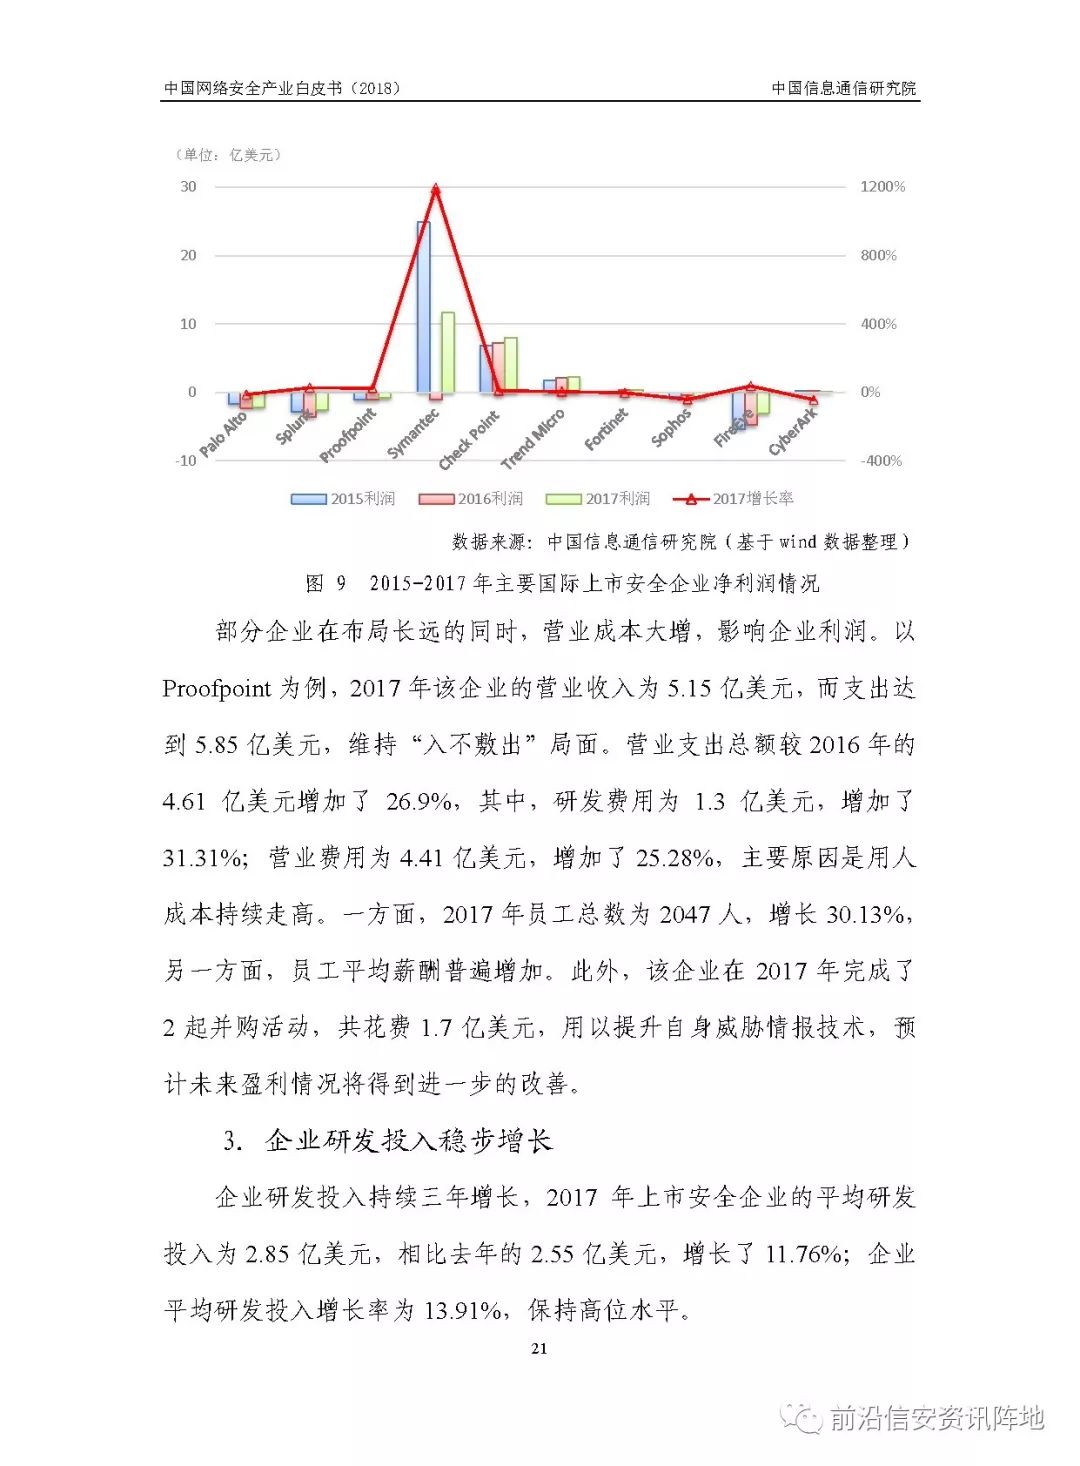 中国网络安全产业白皮书（2018） 中国信息通信研究院
（单位：亿美元）
30 1200%
20 800%
10 400%
0 0%
-10 -400%
Palo Alto Splunk Proofpoint Symantec Check Point Trend Micro Fortinet Sophos FireEye CyberArk
2015利润 2016利润 2017利润 2017增长率
数据来源：中国信息通信研究院（基于wind数据整理）
图 9 2015-2017年主要国际上市安全企业净利润情况
部分企业在布局长远的同时，营业成本大增，影响企业利润。以
Proofpoint 为例，2017 年该企业的营业收入为 5.15 亿美元，而支出达
到 5.85 亿美元，维持“入不敷出”局面。营业支出总额较 2016 年的
4.61 亿美元增加了 26.9%，其中，研发费用为 1.3 亿美元，增加了
31.31%；营业费用为 4.41 亿美元，增加了 25.28%，主要原因是用人
成本持续走高。一方面，2017 年员工总数为 2047 人，增长 30.13%，
另一方面，员工平均薪酬普遍增加。此外，该企业在 2017 年完成了
2 起并购活动，共花费 1.7 亿美元，用以提升自身威胁情报技术，预
计未来盈利情况将得到进一步的改善。
3. 企业研发投入稳步增长
企业研发投入持续三年增长，2017 年上市安全企业的平均研发
投入为 2.85 亿美元，相比去年的 2.55 亿美元，增长了 11.76%；企业
平均研发投入增长率为 13.91%，保持高位水平。
21
前沿信安资讯阵地